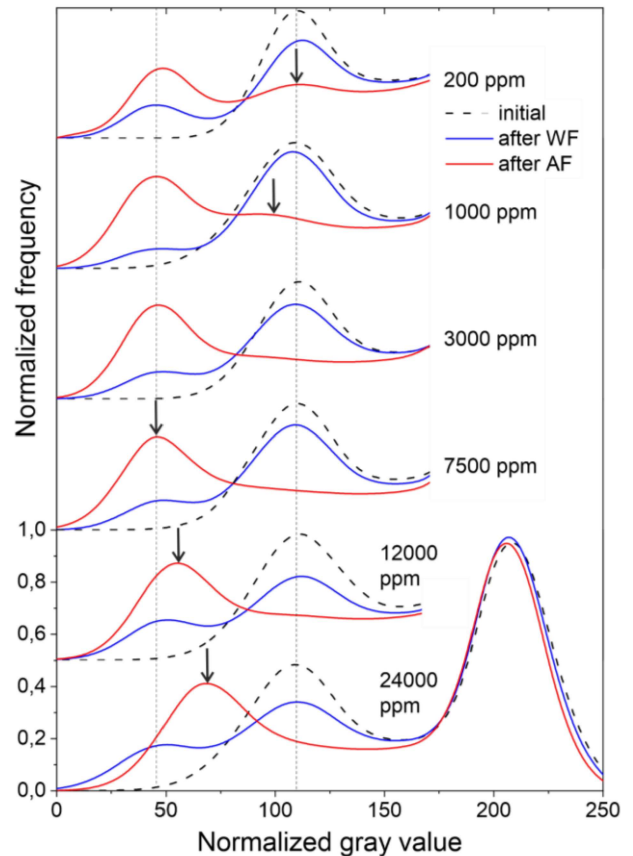 200 ppm
initial
after WF
after AF
1000 ppm
3000 ppm
7500 ppm
1,0
12000
ppm
0,8
0,6
0,4
24000
ppm
0,2
0,0
0 50 100 150 200 250
Normalized gray value
Normalized frequency